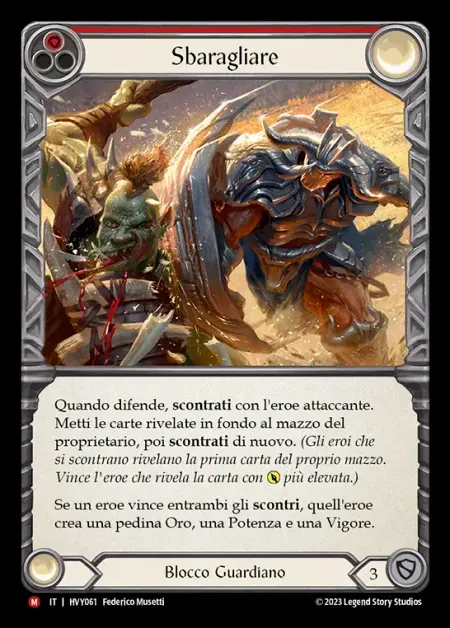 Sbaragliare
Quando difende, scontrati con l'eroe attaccante.
Metti le carte rivelate in fondo al mazzo del
proprietario, poi scontrati di nuovo. (Gli eroi che
si scontrano rivelano la prima carta del proprio mazzo.
Vince l'eroe che rivela la carta con più elevata.)
Se un eroe vince entrambi gli scontri, quell'eroe
crea una pedina Oro, una Potenza e una Vigore.
Blocco Guardiano
3
M IT | HVY061 Federico Musetti
© 2023 Legend Story Studios